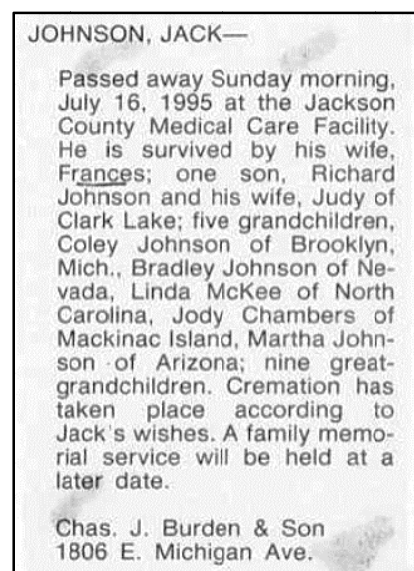 JOHNSON, JACK—
Passed away Sunday morning,
July 16, 1995 at the Jackson
County Medical Care Facility.
He is survived by his wife,
Frances; one son, Richard
Johnson and his wife, Judy of
Clark Lake; five grandchildren,
Coley Johnson of Brooklyn,
Mich., Bradley Johnson of Ne-
vada, Linda McKee of North
Carolina, Jody Chambers of
Mackinac Island, Martha John-
son of Arizona; nine great-
grandchildren. Cremation has
taken place according to
Jack's wishes. A family memo-
rial service will be held at a
later date.
Chas. J. Burden & Son
1806 E. Michigan Ave.